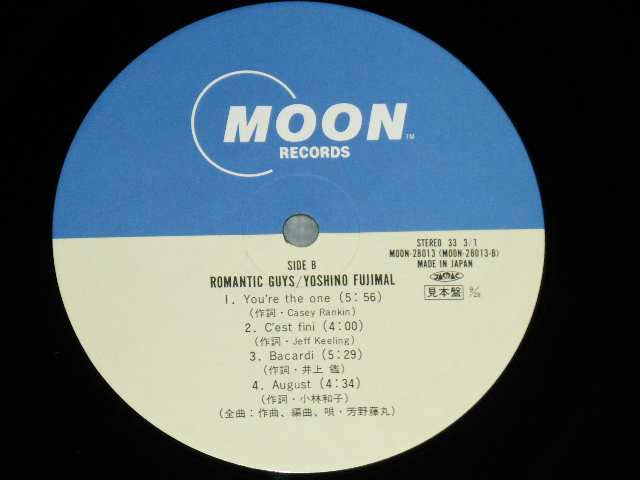 MOON
TM
RECORDS
STEREO 33 3/1
MOON-28013 (MOON-28013-B)
MADE IN JAPAN
JASRAC
見本盤 9/28
SIDE B
ROMANTIC GUYS/YOSHINO FUJIMAL
1. You're the one (5:56)
(作詞・Casey Rankin)
2. C'est fini (4:00)
(作詞・Jeff Keeling)
3. Bacardi (5:29)
(作詞・井上 鑑)
4. August (4:34)
(作詞・小林和子)
(全曲：作曲、編曲、唄・芳野藤丸)